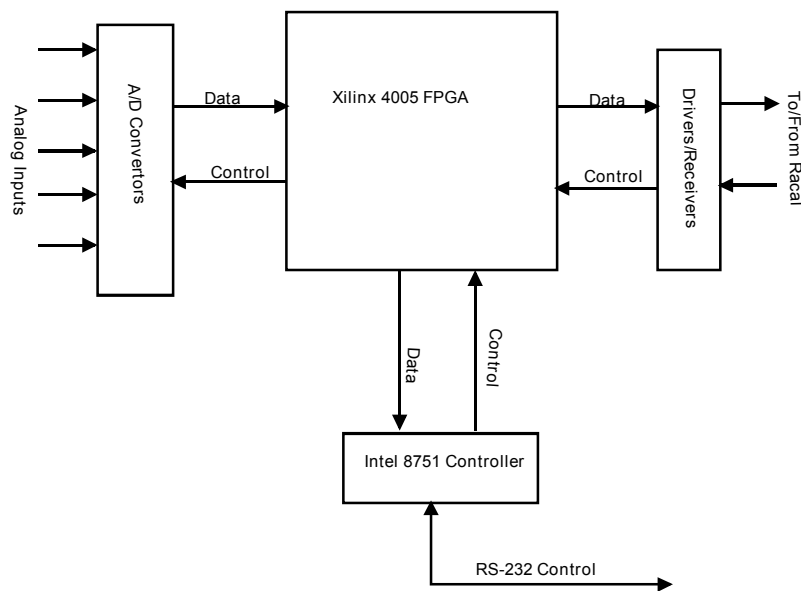 Analog Inputs
A/D Convertors
Data
Control
Xilinx 4005 FPGA
Data
Control
Drivers/Receivers
To/From Racal
Data
Control
Intel 8751 Controller
RS-232 Control